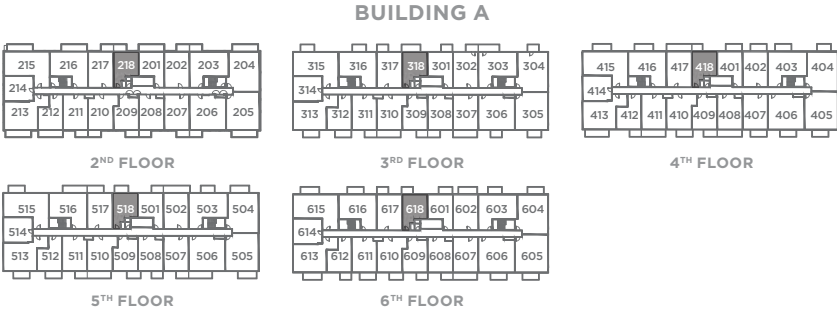 BUILDING A
215 216 217 218 201 202 203 204
214
213 212 211 210 209 208 207 206 205
2ND FLOOR
315 316 317 318 301 302 303 304
314
313 312 311 310 309 308 307 306 305
3RD FLOOR
415 416 417 418 401 402 403 404
414
413 412 411 410 409 408 407 406 405
4TH FLOOR
515 516 517 518 501 502 503 504
514
513 512 511 510 509 508 507 506 505
5TH FLOOR
615 616 617 618 601 602 603 604
614
613 612 611 610 609 608 607 606 605
6TH FLOOR